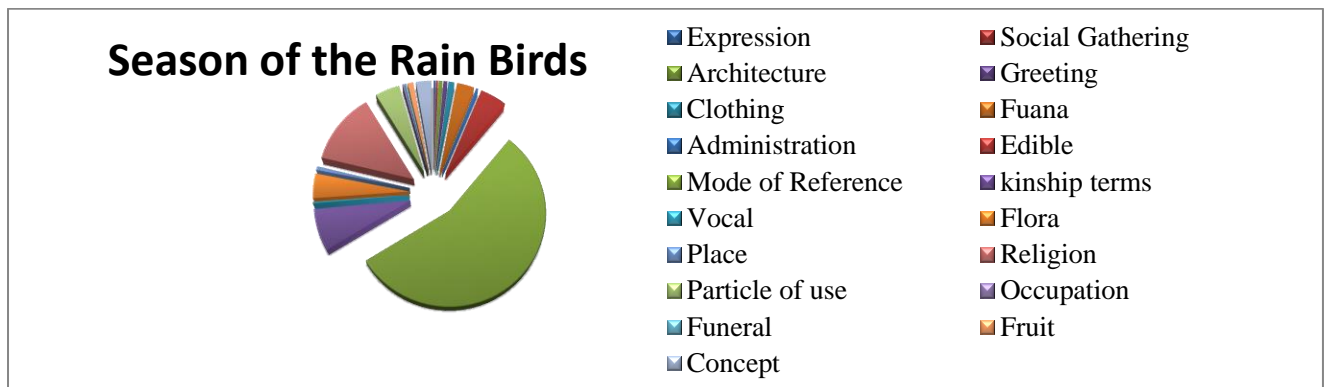 Season of the Rain Birds
Expression Social Gathering
Architecture Greeting
Clothing Fuana
Administration Edible
Mode of Reference kinship terms
Vocal Flora
Place Religion
Particle of use Occupation
Funeral Fruit
Concept